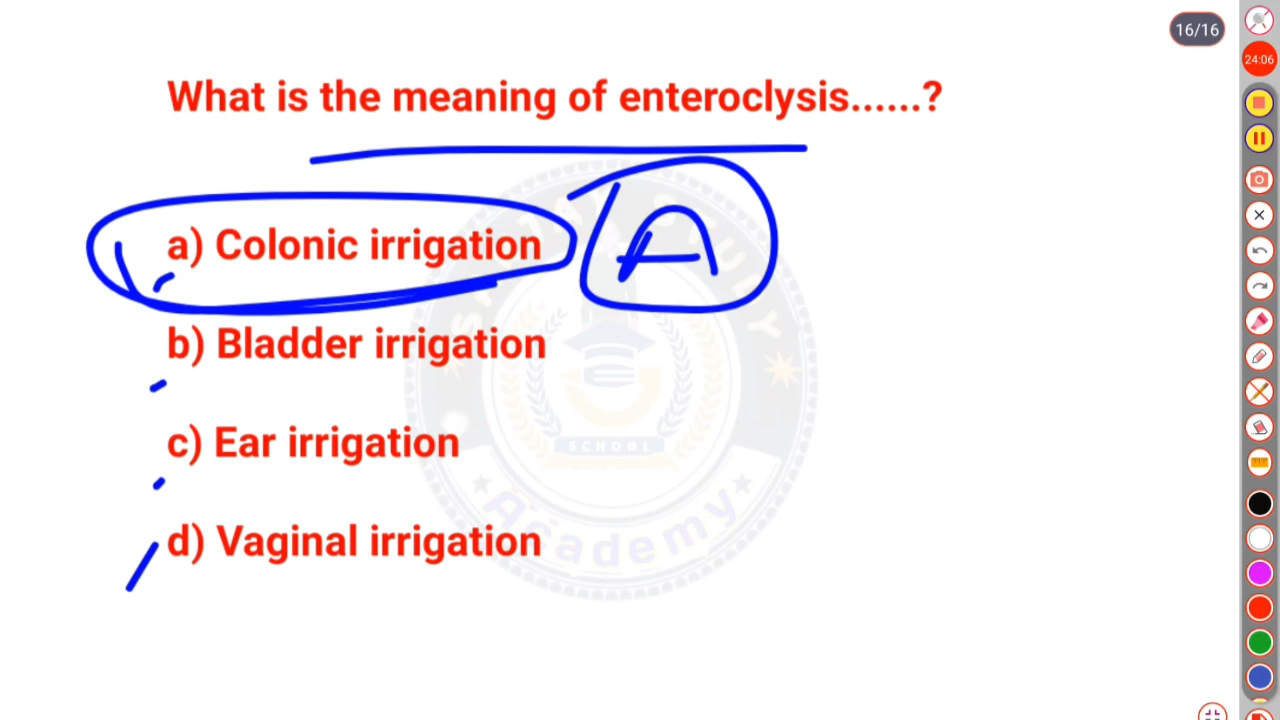 16/16
24:06
What is the meaning of enteroclysis......?
a) Colonic irrigation
A
b) Bladder irrigation
c) Ear irrigation
SCHOOL
d) Vaginal irrigation
Academy